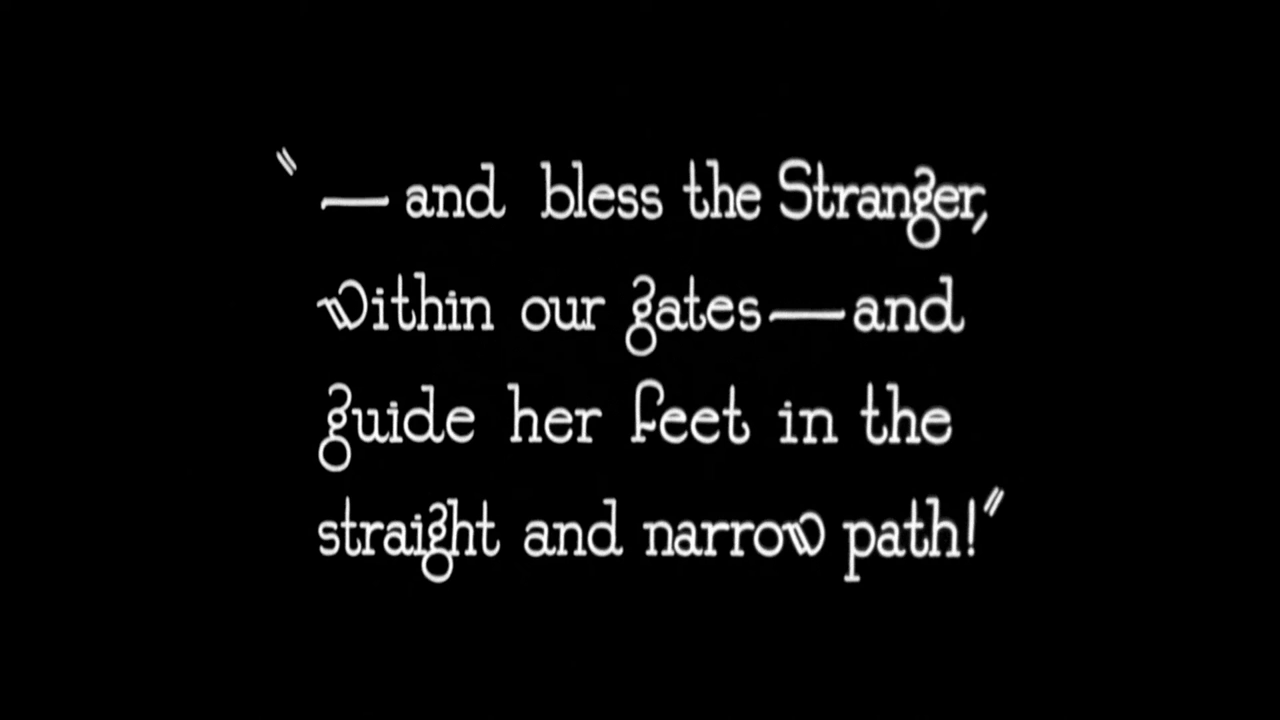 "—and bless the Stranger,
within our gates—and
guide her feet in the
straight and narrow path!"